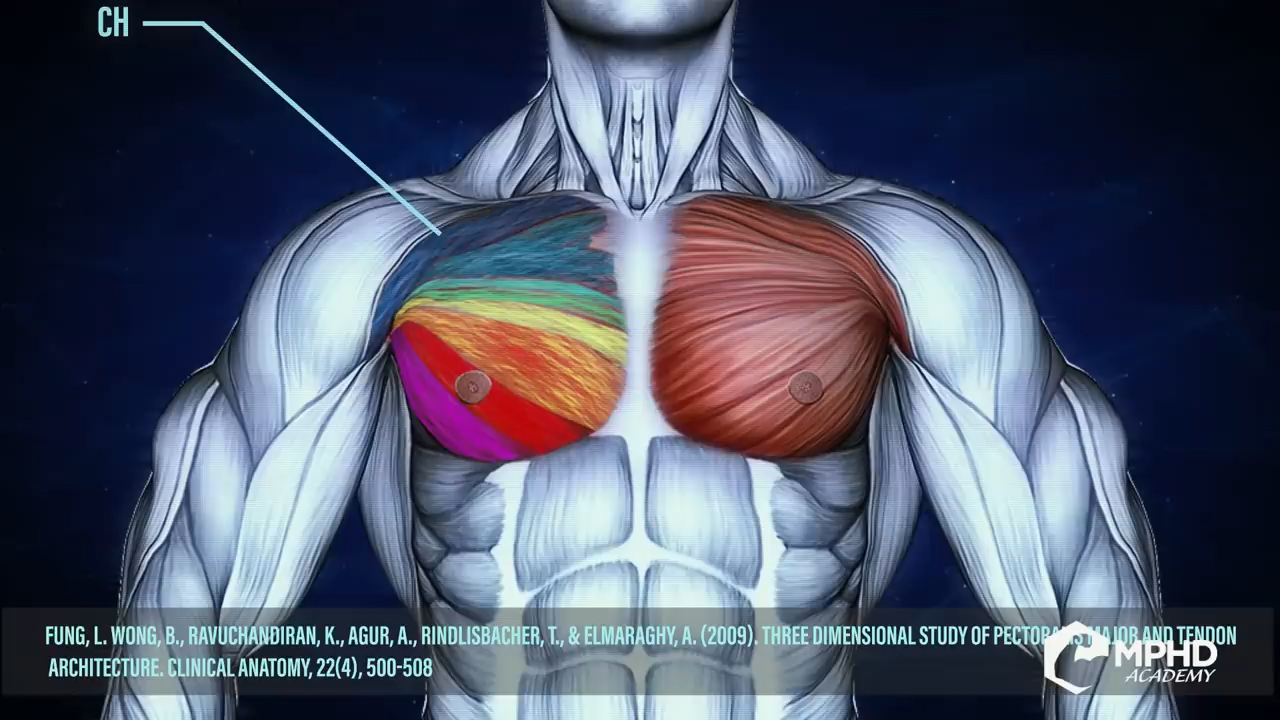 CH
FUNG, L. WONG, B., RAVUCHANDIRAN, K., AGUR, A., RINDLISBACHER, T., & ELMARAGHY, A. (2009). THREE DIMENSIONAL STUDY OF PECTORALIS MAJOR AND TENDON
ARCHITECTURE. CLINICAL ANATOMY, 22(4), 500-508
MPHD
ACADEMY